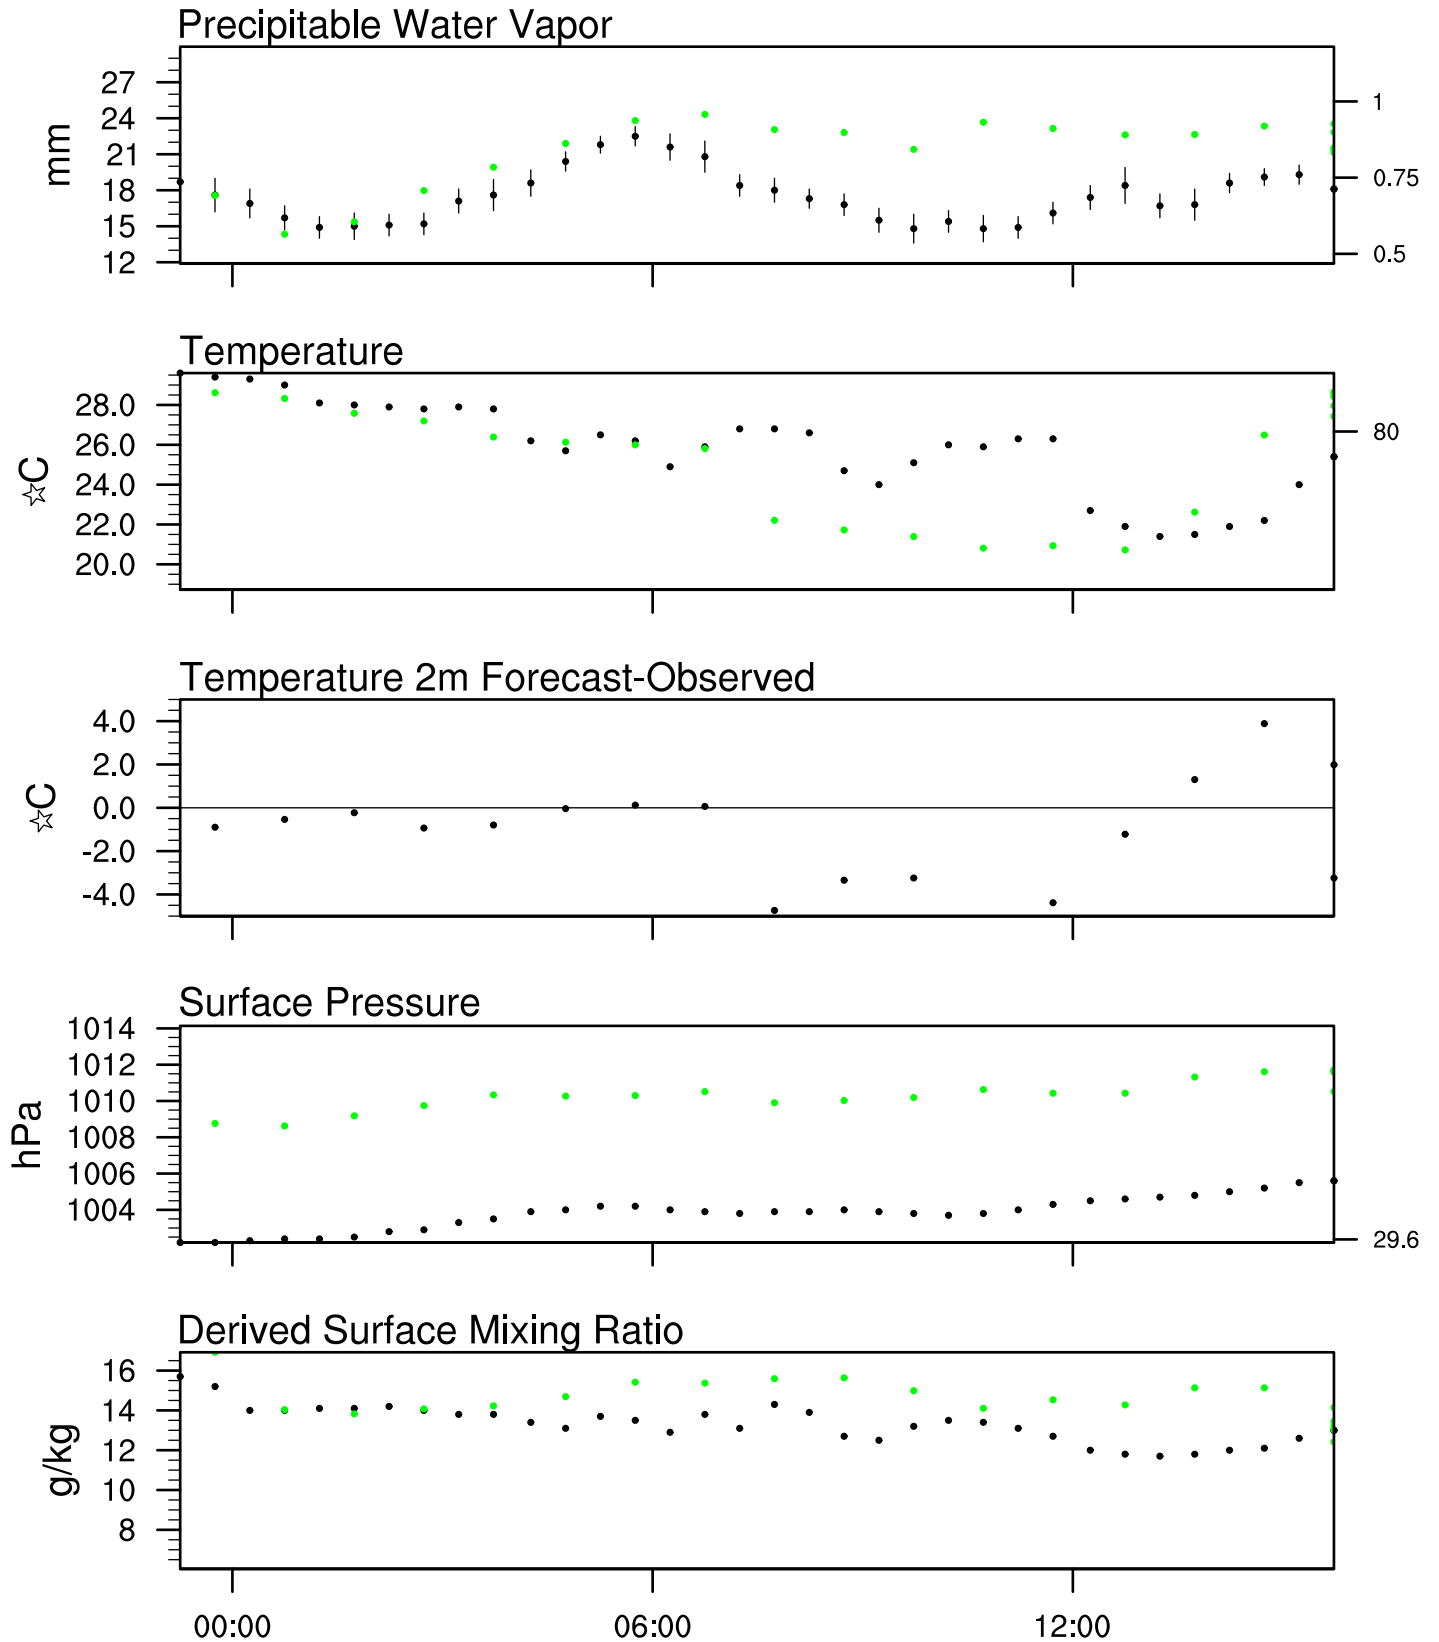 Precipitable Water Vapor
mm
27
24
21
18
15
12
1
0.75
0.5
Temperature
☆C
28.0
26.0
24.0
22.0
20.0
80
Temperature 2m Forecast-Observed
☆C
4.0
2.0
0.0
-2.0
-4.0
Surface Pressure
hPa
1014
1012
1010
1008
1006
1004
29.6
Derived Surface Mixing Ratio
g/kg
16
14
12
10
8
00:00 06:00 12:00